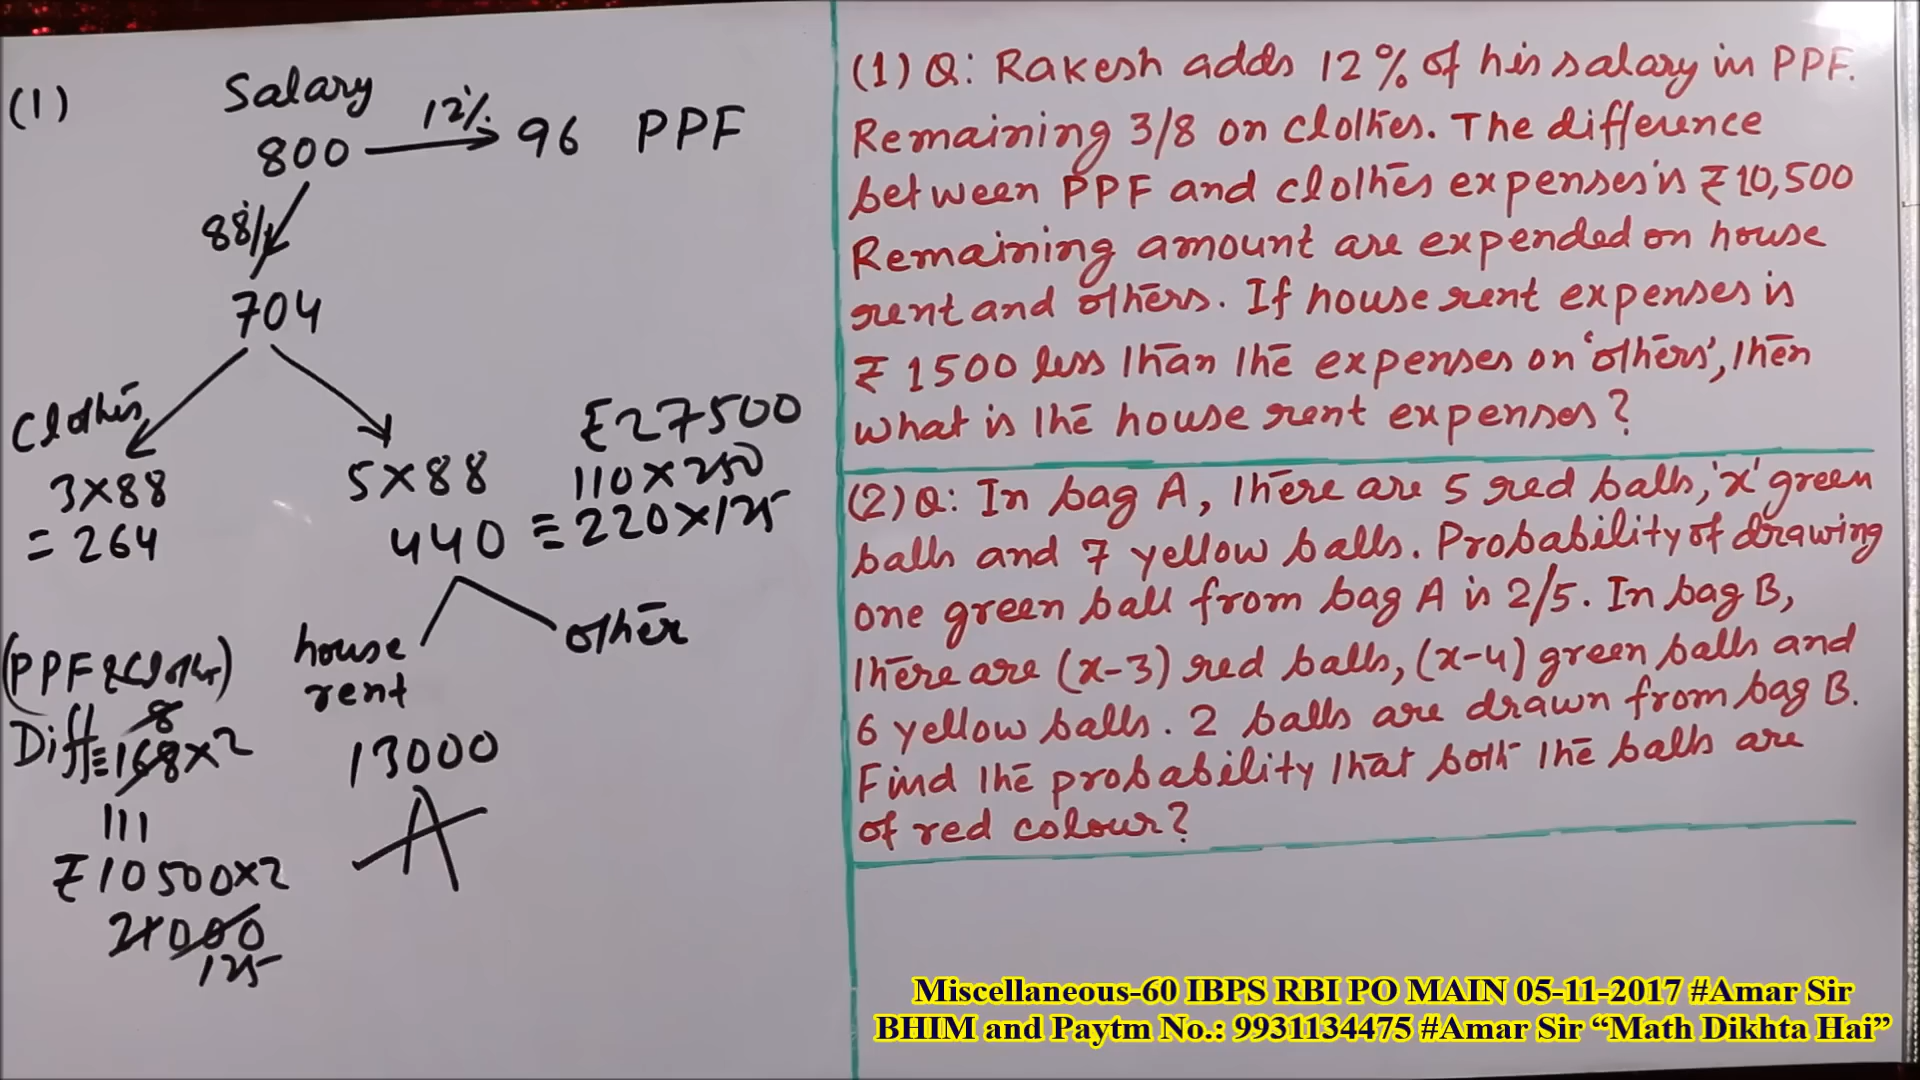 (1)
Salary
800 12% 96 PPF
88%
704
Clothes
3×88
= 264
5×88
440
₹27500
110×250
≡ 220×125
house
rent
other
13000
A
(PPF & Clothes)
Diff ≡ 168×2
8
111
₹10500×2
21000
125
(1) Q: Rakesh adds 12% of his salary in PPF.
Remaining 3/8 on clothes. The difference
between PPF and clothes expenses is ₹10,500
Remaining amount are expended on house
rent and others. If house rent expenses is
₹ 1500 less than the expenses on 'others', then
what is the house rent expenses?
(2) Q: In bag A, there are 5 red balls, 'x' green
balls and 7 yellow balls. Probability of drawing
one green ball from bag A is 2/5. In bag B,
there are (x-3) red balls, (x-4) green balls and
6 yellow balls. 2 balls are drawn from bag B.
Find the probability that both the balls are
of red colour?
Miscellaneous-60 IBPS RBI PO MAIN 05-11-2017 #Amar Sir
BHIM and Paytm No.: 9931134475 #Amar Sir “Math Dikhta Hai”